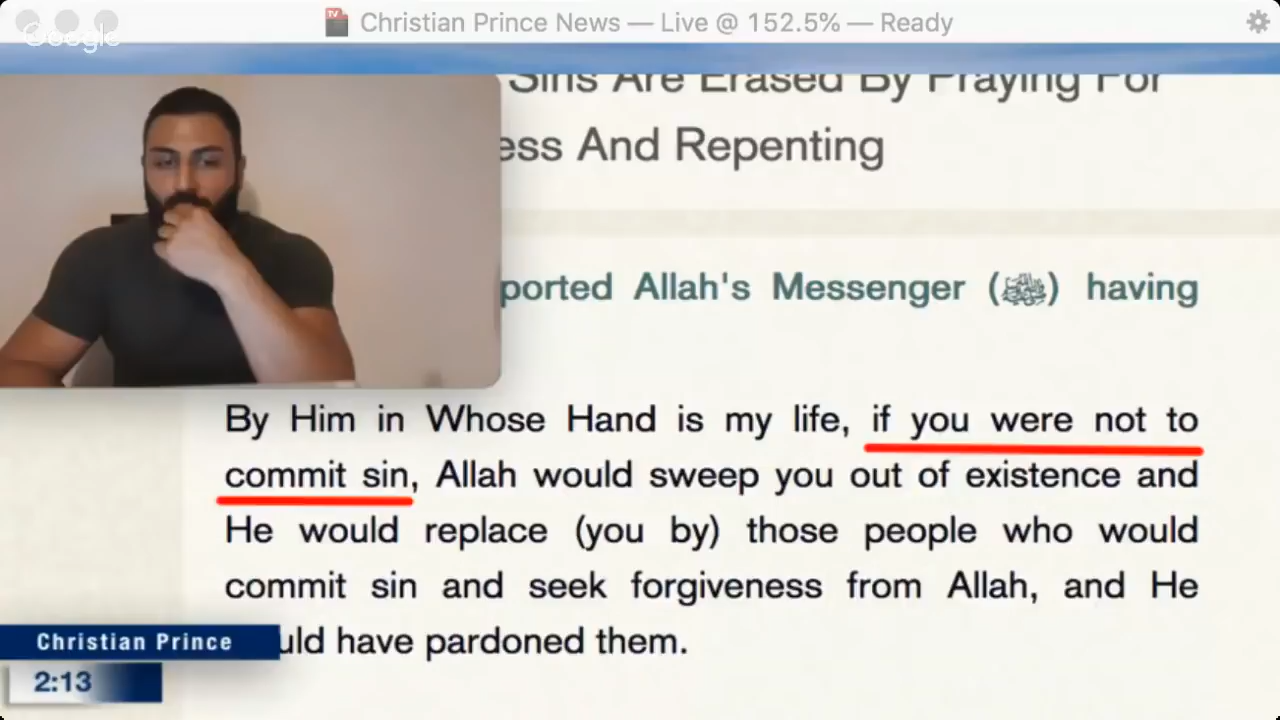 Christian Prince News — Live @ 152.5% — Ready
Google
TV
Sins Are Erased By Praying For
ess And Repenting
ported Allah's Messenger (ﷺ) having
By Him in Whose Hand is my life, if you were not to
commit sin, Allah would sweep you out of existence and
He would replace (you by) those people who would
commit sin and seek forgiveness from Allah, and He
uld have pardoned them.
Christian Prince
2:13